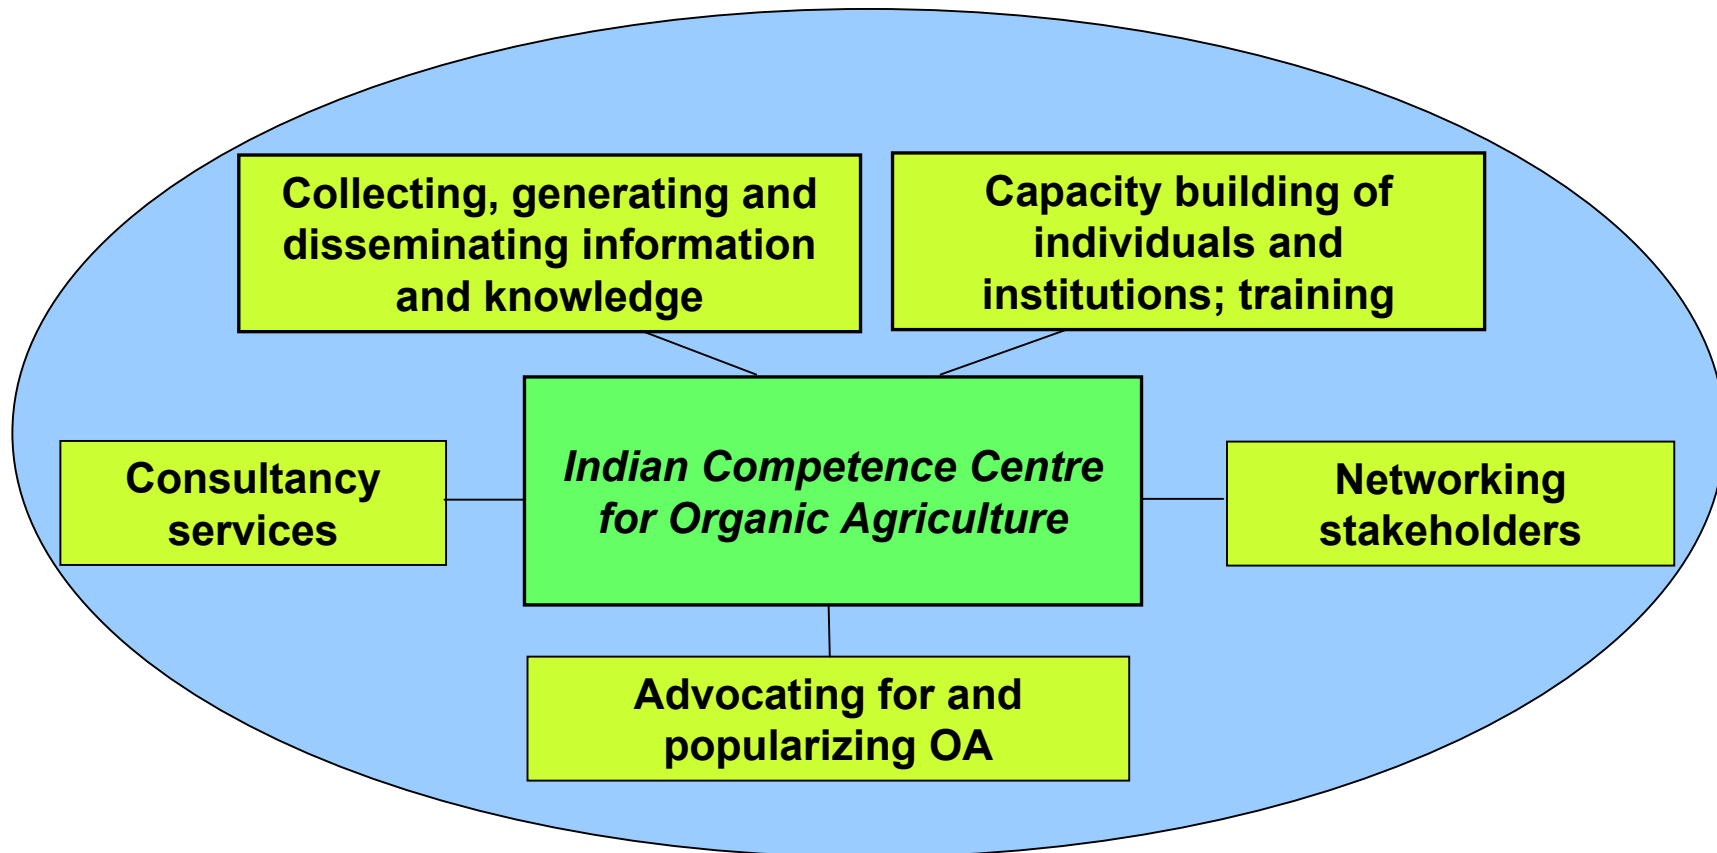 Collecting, generating and
disseminating information
and knowledge
Capacity building of
individuals and
institutions; training
Consultancy
services
Indian Competence Centre
for Organic Agriculture
Networking
stakeholders
Advocating for and
popularizing OA